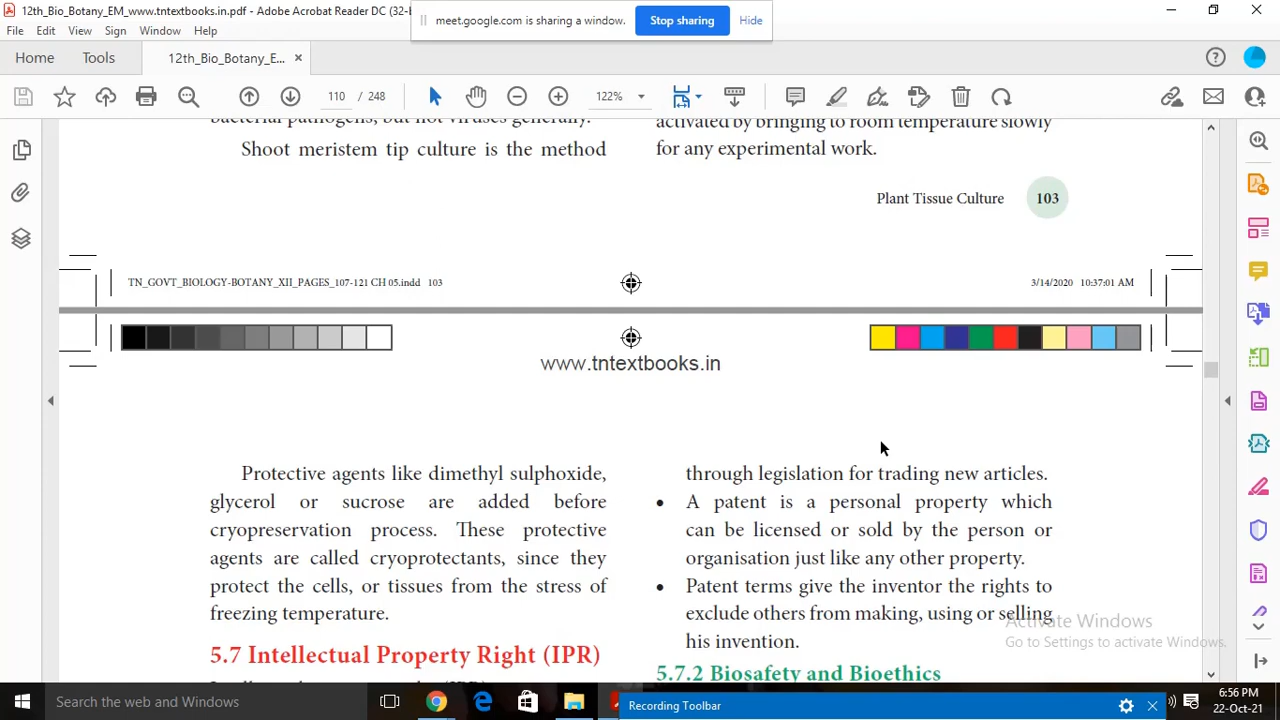 12th_Bio_Botany_EM_www.tntextbooks.in.pdf - Adobe Acrobat Reader DC (32-b
meet.google.com is sharing a window.
Stop sharing
Hide
File Edit View Sign Window Help
Home Tools 12th_Bio_Botany_E...
110 / 248
122%
bacterial pathogens, but not viruses generally.
Shoot meristem tip culture is the method
activated by bringing to room temperature slowly
for any experimental work.
Plant Tissue Culture 103
TN_GOVT_BIOLOGY-BOTANY_XII_PAGES_107-121 CH 05.indd 103
3/14/2020 10:37:01 AM
www.tntextbooks.in
Protective agents like dimethyl sulphoxide,
glycerol or sucrose are added before
cryopreservation process. These protective
agents are called cryoprotectants, since they
protect the cells, or tissues from the stress of
freezing temperature.
5.7 Intellectual Property Right (IPR)
through legislation for trading new articles.
• A patent is a personal property which
can be licensed or sold by the person or
organisation just like any other property.
• Patent terms give the inventor the rights to
exclude others from making, using or selling
his invention.
5.7.2 Biosafety and Bioethics
Activate Windows
Go to Settings to activate Windows.
Search the web and Windows
Recording Toolbar
6:56 PM
22-Oct-21